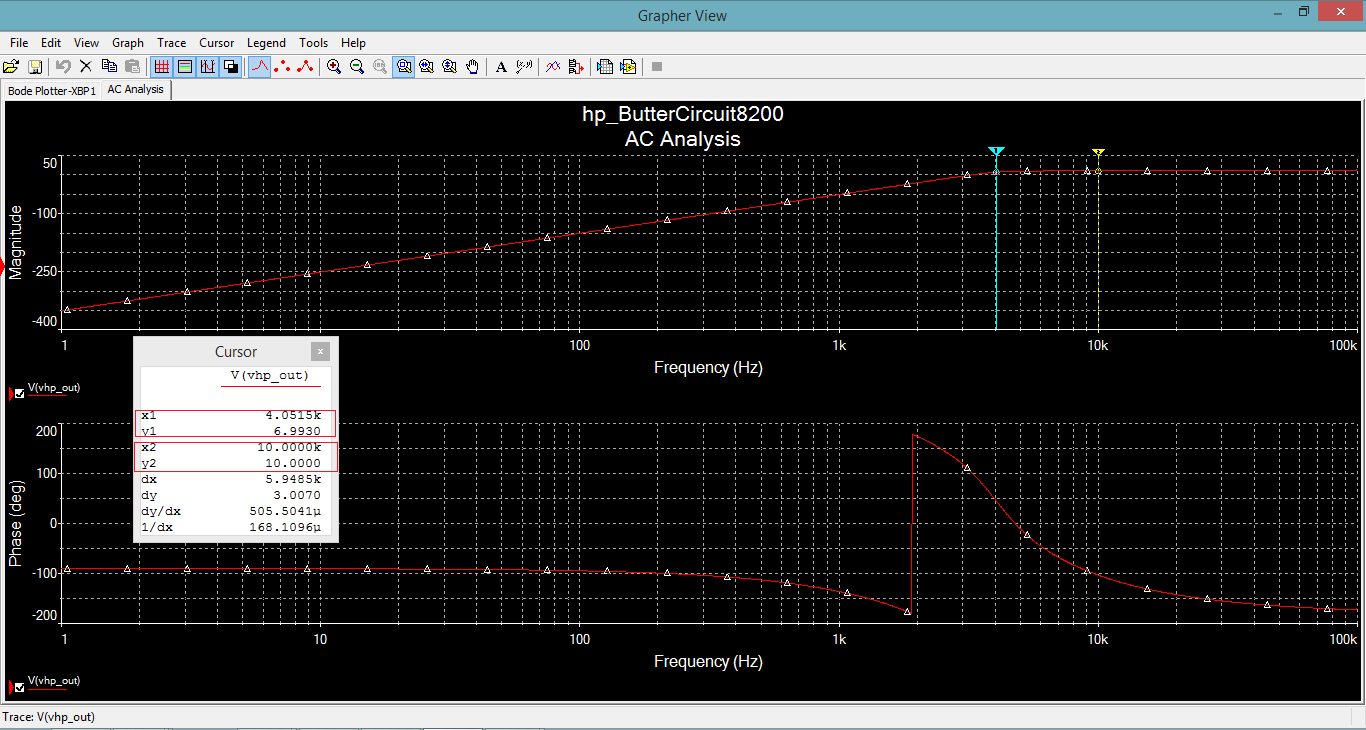 Grapher View
File Edit View Graph Trace Cursor Legend Tools Help
A
Bode Plotter-XBP1 AC Analysis
hp_ButterCircuit8200
AC Analysis
Magnitude
50
-100
-250
-400
1 100 1k 10k 100k
Frequency (Hz)
V(vhp_out)
Cursor x
V(vhp_out)
x1 4.0515k
y1 6.9930
x2 10.0000k
y2 10.0000
dx 5.9485k
dy 3.0070
dy/dx 505.5041µ
1/dx 168.1096µ
Phase (deg)
200
100
0
-100
-200
1 10 100 1k 10k 100k
Frequency (Hz)
V(vhp_out)
Trace: V(vhp_out)